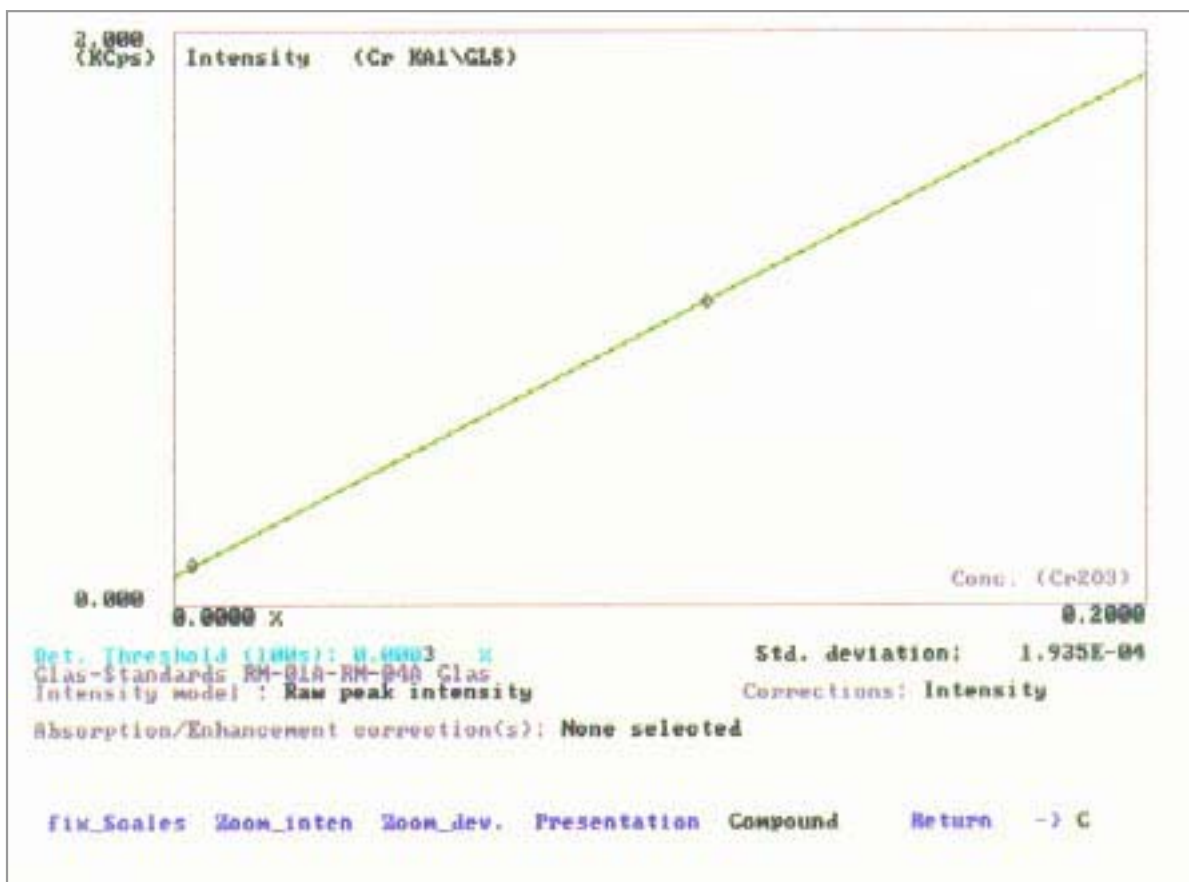 2.000
(KCps) Intensity (Cr KA1\GLS)
Conc. (Cr2O3)
0.000
0.0000 % 0.2000
Det. Threshold (100s): 0.0003 % Std. deviation: 1.935E-04
Glas-Standards RM-01A-RM-04A Glas
Intensity model : Raw peak intensity Corrections: Intensity
Absorption/Enhancement correction(s): None selected
fix_Scales Zoom_inten Zoom_dev. Presentation Compound Return -> C